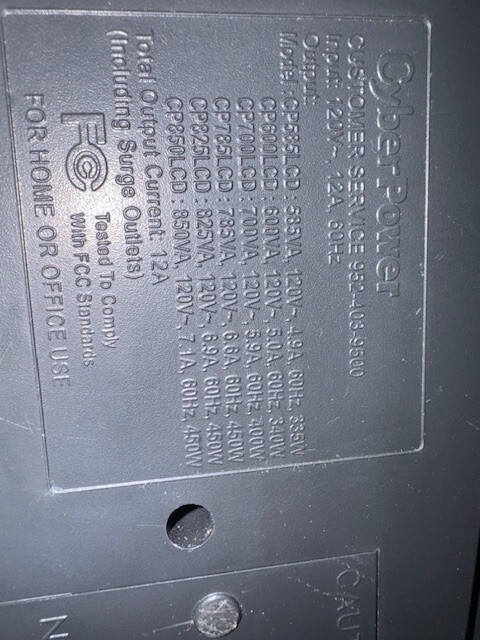 CyberPower
CUSTOMER SERVICE 952-403-9500
Input: 120V~, 12A, 60Hz
Output:
Model : CP585LCD : 585VA, 120V~, 4.9A, 60Hz, 335W
CP600LCD : 600VA, 120V~, 5.0A, 60Hz, 340W
CP700LCD : 700VA, 120V~, 5.9A, 60Hz, 400W
CP785LCD : 785VA, 120V~, 6.6A, 60Hz, 450W
CP825LCD : 825VA, 120V~, 6.9A, 60Hz, 450W
CP850LCD : 850VA, 120V~, 7.1A, 60Hz, 450W
Total Output Current: 12A
(Including Surge Outlets)
FC Tested To Comply
With FCC Standards
FOR HOME OR OFFICE USE
CAUT
N